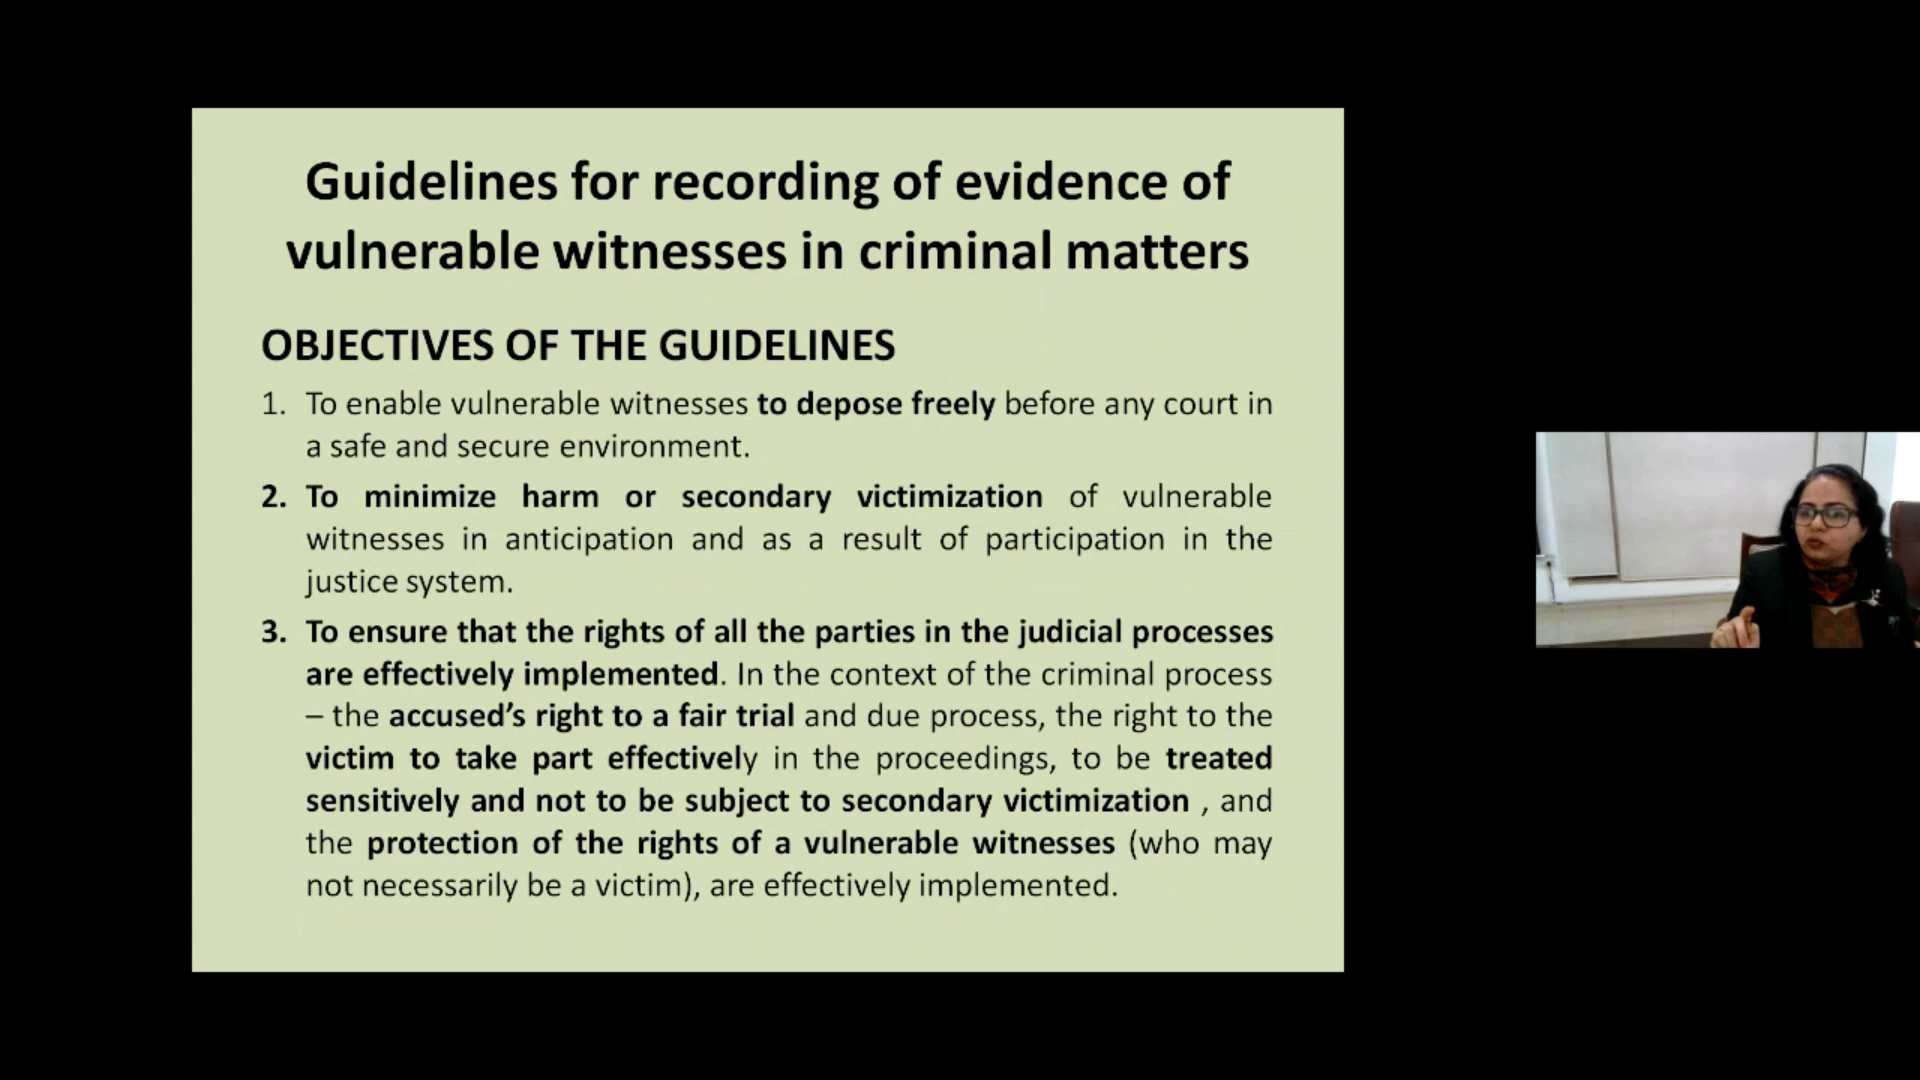 Guidelines for recording of evidence of
vulnerable witnesses in criminal matters
OBJECTIVES OF THE GUIDELINES
1. To enable vulnerable witnesses to depose freely before any court in
a safe and secure environment.
2. To minimize harm or secondary victimization of vulnerable
witnesses in anticipation and as a result of participation in the
justice system.
3. To ensure that the rights of all the parties in the judicial processes
are effectively implemented. In the context of the criminal process
– the accused’s right to a fair trial and due process, the right to the
victim to take part effectively in the proceedings, to be treated
sensitively and not to be subject to secondary victimization , and
the protection of the rights of a vulnerable witnesses (who may
not necessarily be a victim), are effectively implemented.